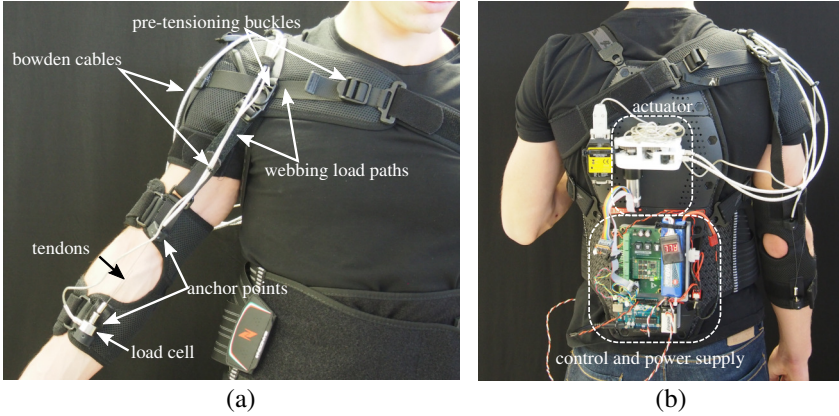 pre-tensioning buckles
bowden cables
webbing load paths
tendons
anchor points
load cell
(a)
actuator
control and power supply
(b)